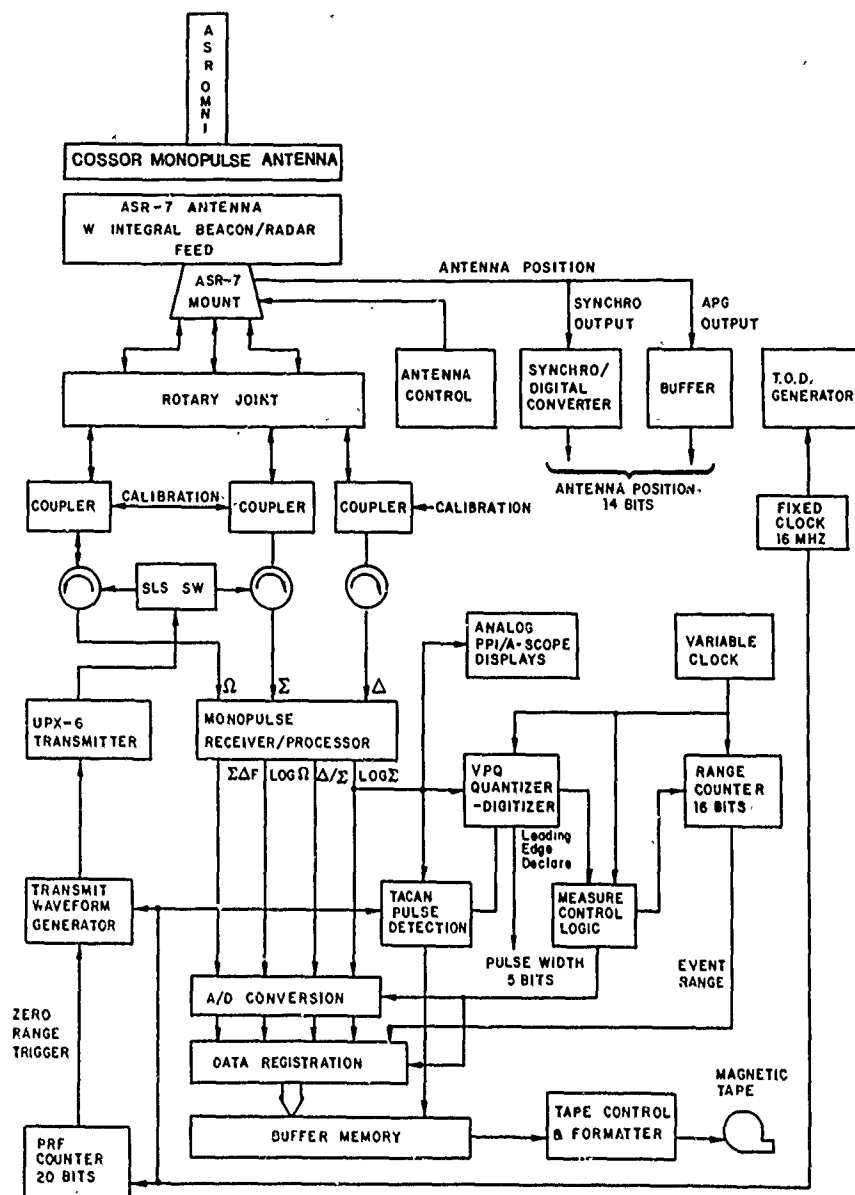 ASR OMNI
COSSOR MONOPULSE ANTENNA
ASR-7 ANTENNA
W INTEGRAL BEACON/RADAR
FEED
ASR-7
MOUNT
ANTENNA POSITION
SYNCHRO
OUTPUT
APG
OUTPUT
ROTARY JOINT
ANTENNA
CONTROL
SYNCHRO/
DIGITAL
CONVERTER
BUFFER
T.O.D.
GENERATOR
ANTENNA POSITION
14 BITS
FIXED
CLOCK
16 MHZ
COUPLER
CALIBRATION
COUPLER
COUPLER
CALIBRATION
SLS SW
ANALOG
PPI/A-SCOPE
DISPLAYS
VARIABLE
CLOCK
Ω
Σ
Δ
UPX-6
TRANSMITTER
MONOPULSE
RECEIVER/PROCESSOR
ΣΔF
LOG Ω
Δ/Σ
LOGΣ
VPQ
QUANTIZER
-DIGITIZER
RANGE
COUNTER
16 BITS
Leading
Edge
Declare
TRANSMIT
WAVEFORM
GENERATOR
TACAN
PULSE
DETECTION
MEASURE
CONTROL
LOGIC
PULSE WIDTH
5 BITS
EVENT
RANGE
A/D CONVERSION
ZERO
RANGE
TRIGGER
DATA REGISTRATION
MAGNETIC
TAPE
BUFFER MEMORY
TAPE CONTROL
& FORMATTER
PRF
COUNTER
20 BITS